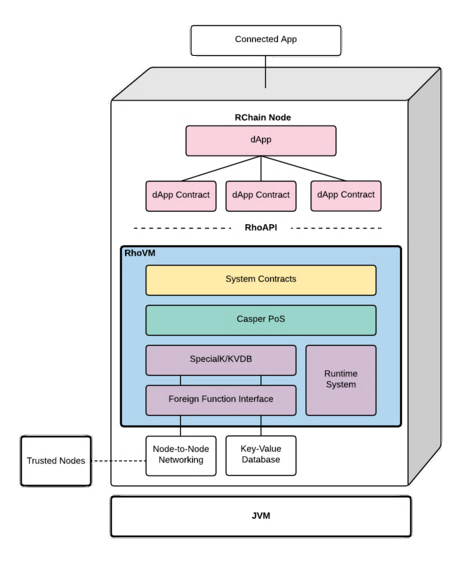 Connected App
RChain Node
dApp
dApp Contract
dApp Contract
dApp Contract
RhoAPI
RhoVM
System Contracts
Casper PoS
SpecialK/KVDB
Runtime
System
Foreign Function Interface
Trusted Nodes
Node-to-Node
Networking
Key-Value
Database
JVM